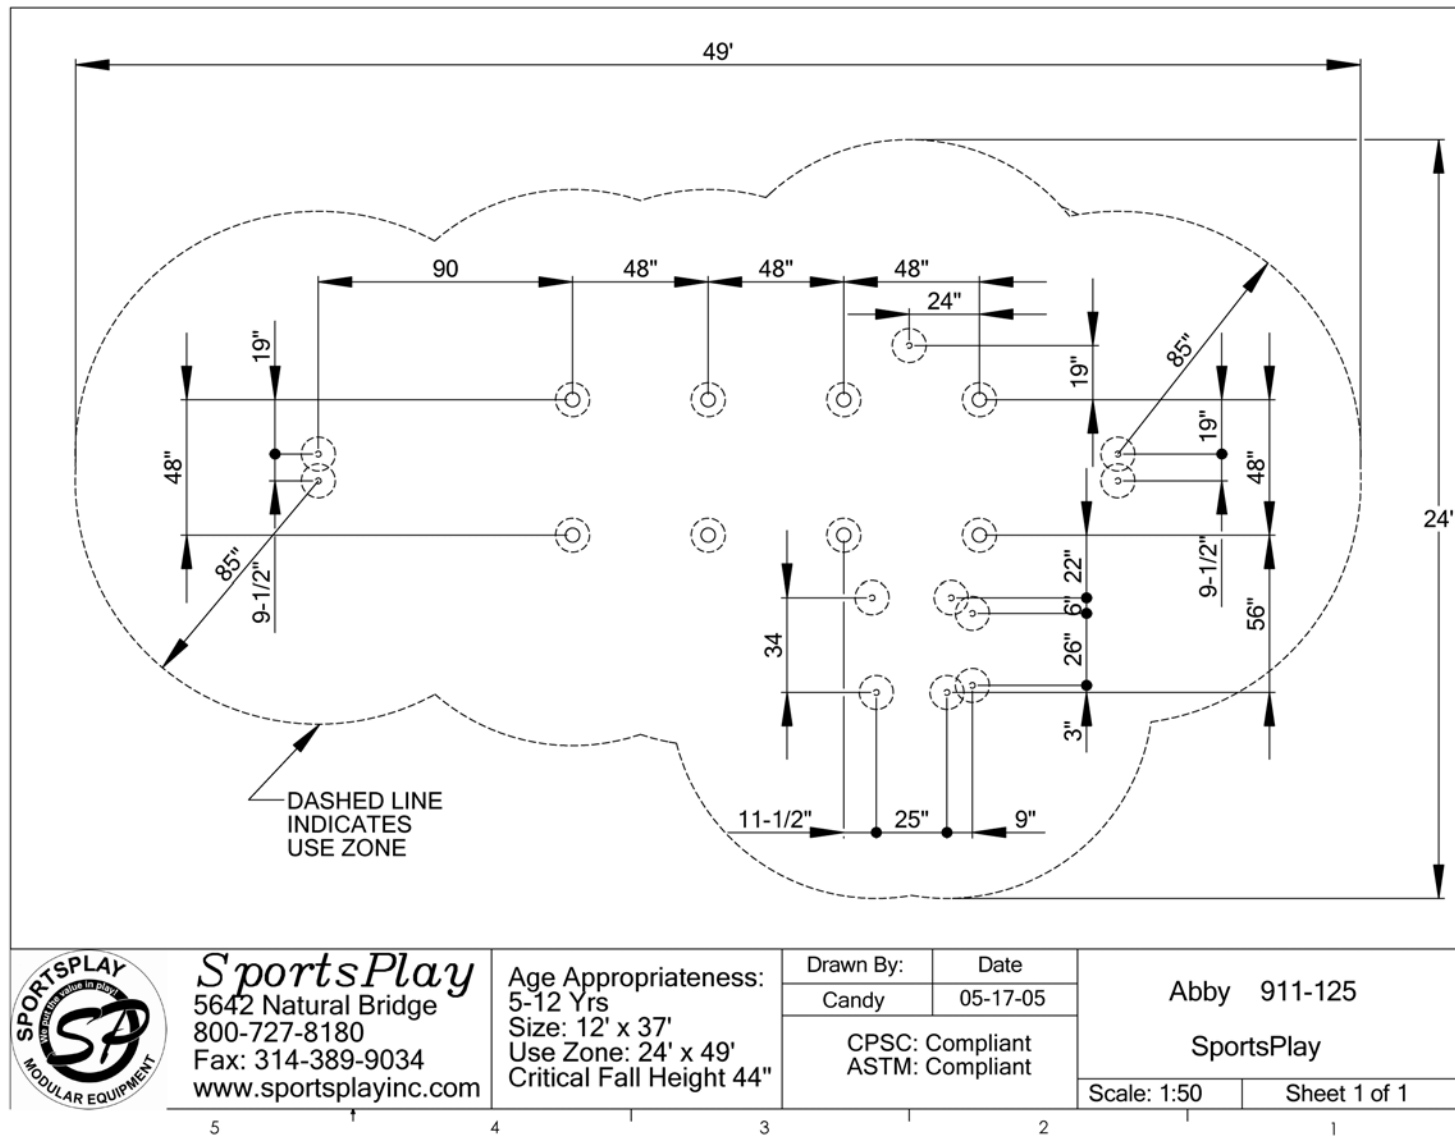 49'
90
48"
48"
48"
24"
19"
19"
85"
19"
48"
48"
24'
85"
9-1/2"
22"
6"
9-1/2"
34
26"
56"
3"
11-1/2"
25"
9"
DASHED LINE
INDICATES
USE ZONE
SPORTSPLAY
We put the value in play!
SP
MODULAR EQUIPMENT
SportsPlay
5642 Natural Bridge
800-727-8180
Fax: 314-389-9034
www.sportsplayinc.com
Age Appropriateness:
5-12 Yrs
Size: 12' x 37'
Use Zone: 24' x 49'
Critical Fall Height 44"
Drawn By: Date
Candy 05-17-05
CPSC: Compliant
ASTM: Compliant
Abby 911-125
SportsPlay
Scale: 1:50 Sheet 1 of 1
5 4 3 2 1